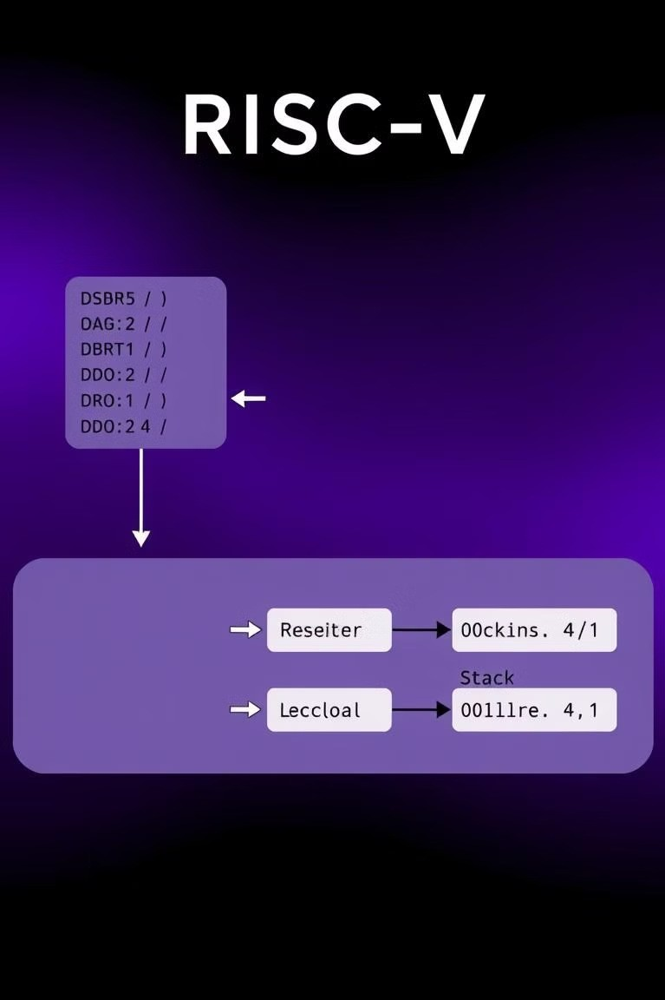 RISC-V
DSBR5 / )
OAG:2 / /
DBRT1 / )
DDO:2 / /
DRO:1 / )
DDO:2 4 /
Reseiter
00ckins. 4/1
Stack
Leccloal
001llre. 4,1